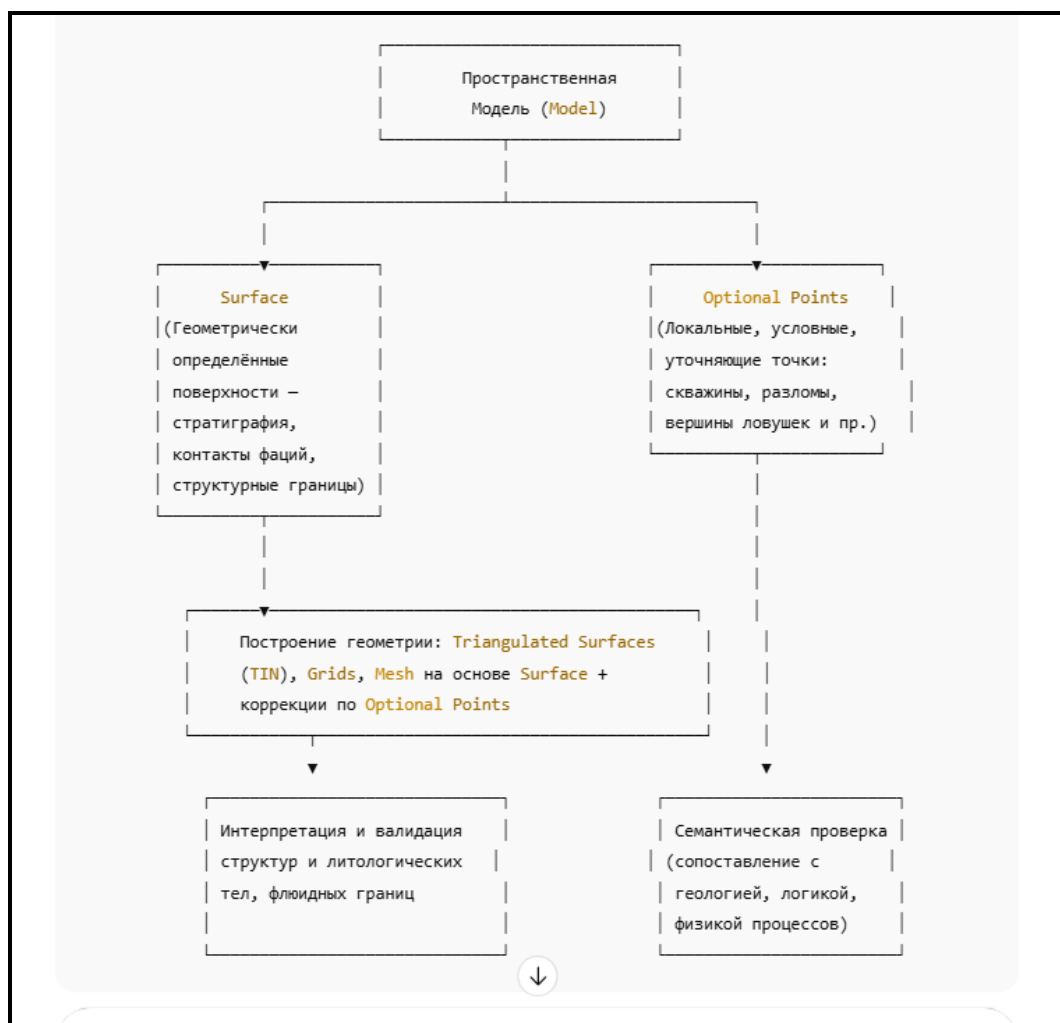 Пространственная
Модель (Model)
Surface
(Геометрически
определённые
поверхности —
стратиграфия,
контакты фаций,
структурные границы)
Optional Points
(Локальные, условные,
уточняющие точки:
скважины, разломы,
вершины ловушек и пр.)
Построение геометрии: Triangulated Surfaces
(TIN), Grids, Mesh на основе Surface +
коррекции по Optional Points
Интерпретация и валидация
структур и литологических
тел, флюидных границ
Семантическая проверка
(сопоставление с
геологией, логикой,
физикой процессов)